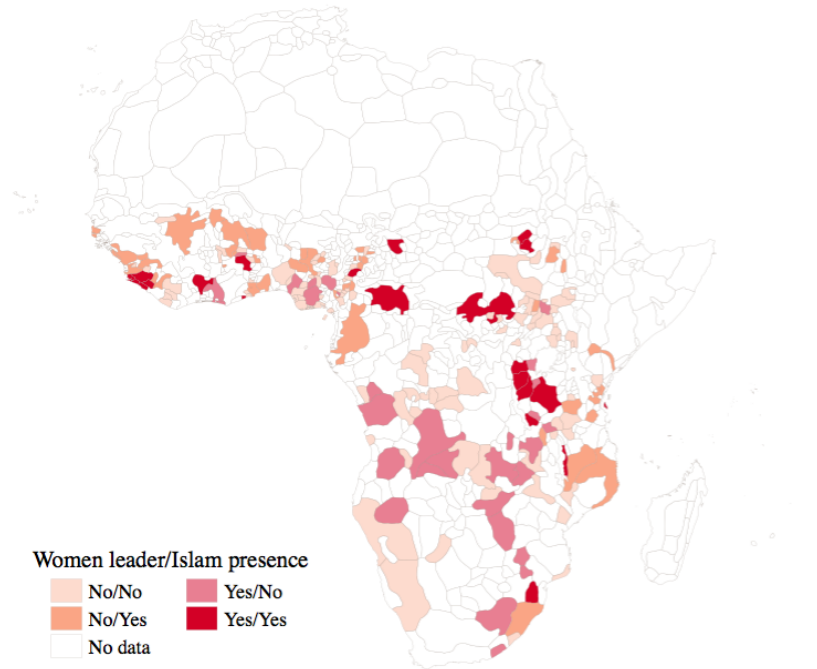 Women leader/Islam presence
No/No Yes/No
No/Yes Yes/Yes
No data